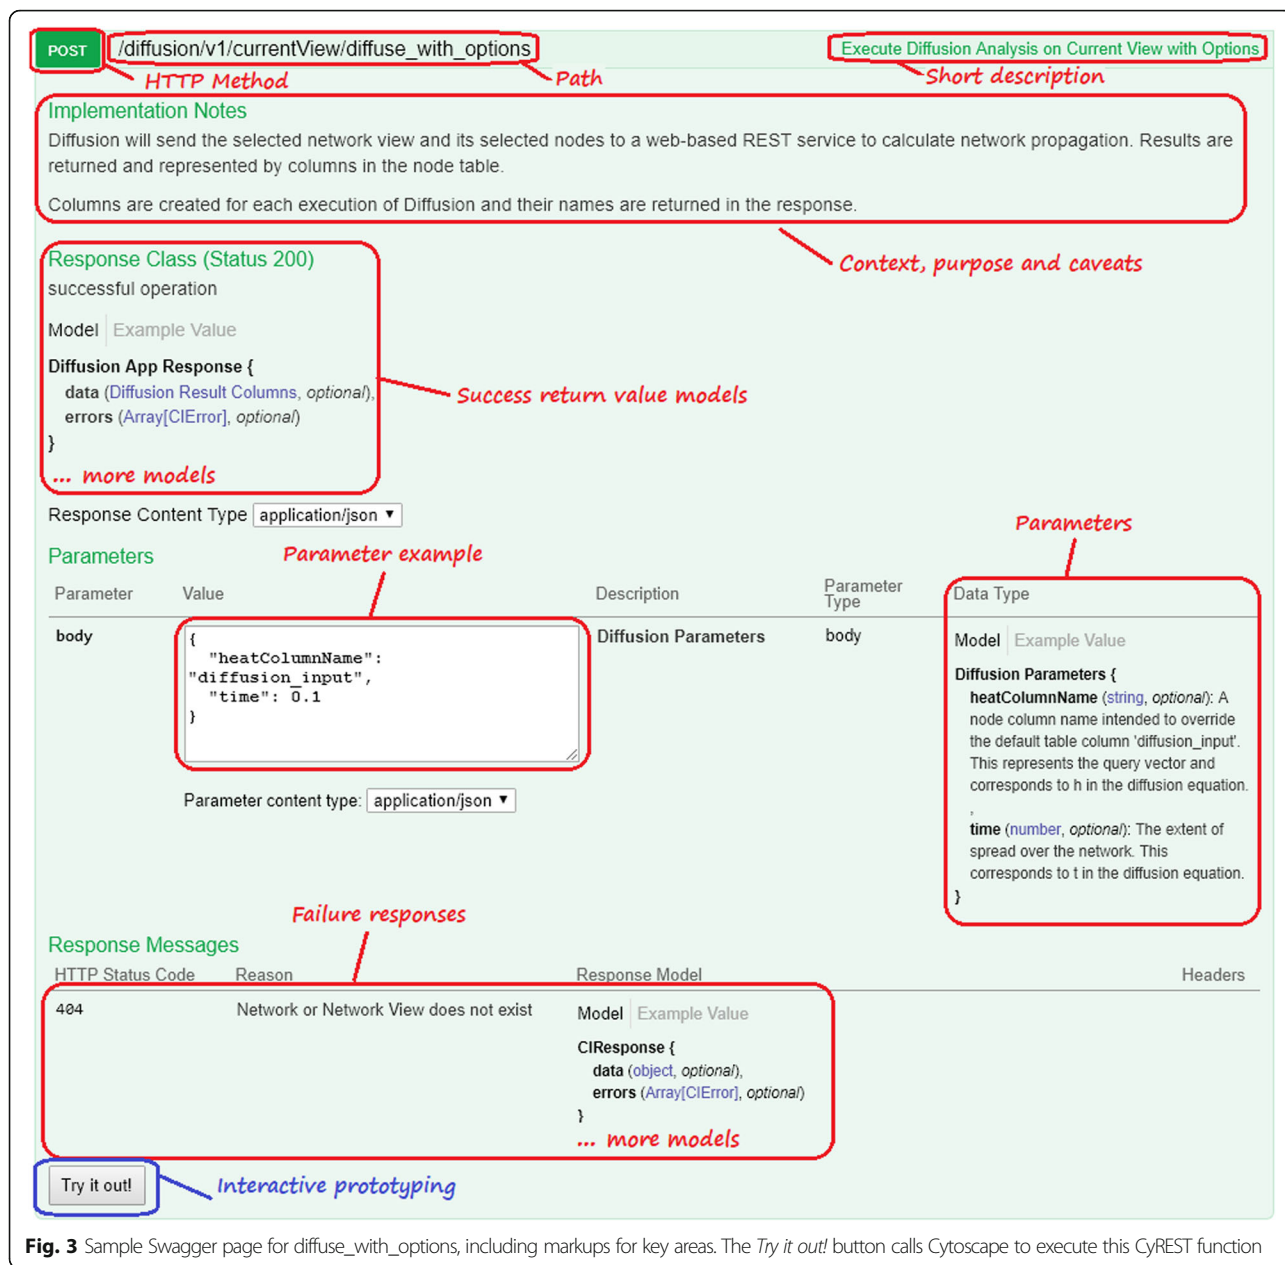 POST /diffusion/v1/currentView/diffuse_with_options Execute Diffusion Analysis on Current View with Options
HTTP Method Path Short description
Implementation Notes
Diffusion will send the selected network view and its selected nodes to a web-based REST service to calculate network propagation. Results are
returned and represented by columns in the node table.
Columns are created for each execution of Diffusion and their names are returned in the response.
Context, purpose and caveats
Response Class (Status 200)
successful operation
Model Example Value
Diffusion App Response {
data (Diffusion Result Columns, optional),
errors (Array[CIError], optional)
}
... more models
Success return value models
Response Content Type application/json
Parameters
Parameter example
Parameters
Parameter Value Description Parameter Type Data Type
body
{
"heatColumnName":
"diffusion_input",
"time": 0.1
}
Diffusion Parameters
body
Model Example Value
Diffusion Parameters {
heatColumnName (string, optional): A
node column name intended to override
the default table column 'diffusion_input'.
This represents the query vector and
corresponds to h in the diffusion equation.
,
time (number, optional): The extent of
spread over the network. This
corresponds to t in the diffusion equation.
}
Parameter content type: application/json
Failure responses
Response Messages
HTTP Status Code Reason Response Model Headers
404 Network or Network View does not exist
Model Example Value
CIResponse {
data (object, optional),
errors (Array[CIError], optional)
}
... more models
Try it out! Interactive prototyping
Fig. 3 Sample Swagger page for diffuse_with_options, including markups for key areas. The Try it out! button calls Cytoscape to execute this CyREST function